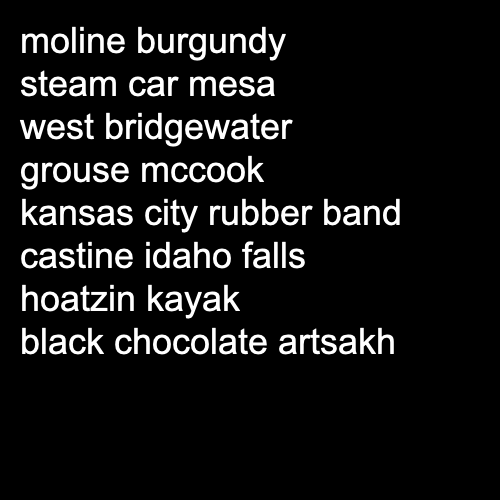 moline burgundy
steam car mesa
west bridgewater
grouse mccook
kansas city rubber band
castine idaho falls
hoatzin kayak
black chocolate artsakh